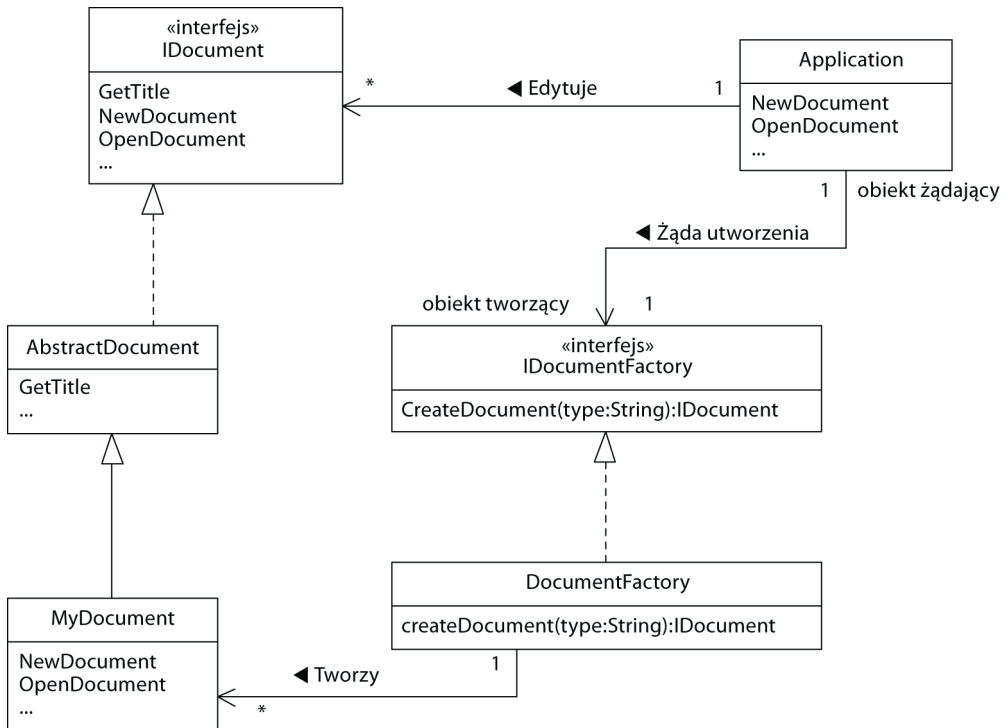 «interfejs»
IDocument
GetTitle
NewDocument
OpenDocument
...
*
◀ Edytuje
1
Application
NewDocument
OpenDocument
...
1
obiekt żądający
◀ Żąda utworzenia
obiekt tworzący
1
AbstractDocument
GetTitle
...
«interfejs»
IDocumentFactory
CreateDocument(type:String):IDocument
DocumentFactory
createDocument(type:String):IDocument
MyDocument
NewDocument
OpenDocument
...
1
◀ Tworzy
*